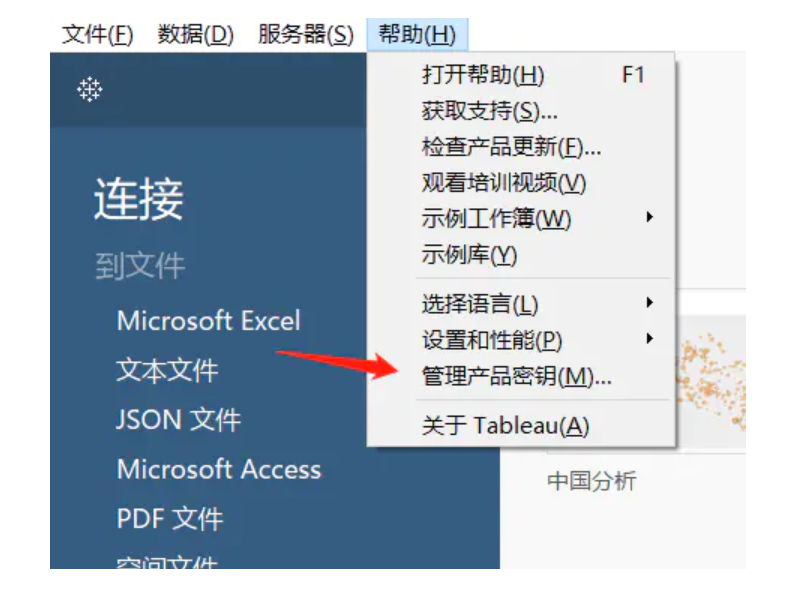 文件(F) 数据(D) 服务器(S) 帮助(H)
打开帮助(H) F1
获取支持(S)...
检查产品更新(F)...
观看培训视频(V)
示例工作簿(W)
示例库(Y)
选择语言(L)
设置和性能(P)
管理产品密钥(M)...
关于 Tableau(A)
连接
到文件
Microsoft Excel
文本文件
JSON 文件
Microsoft Access
PDF 文件
空间文件
中国分析